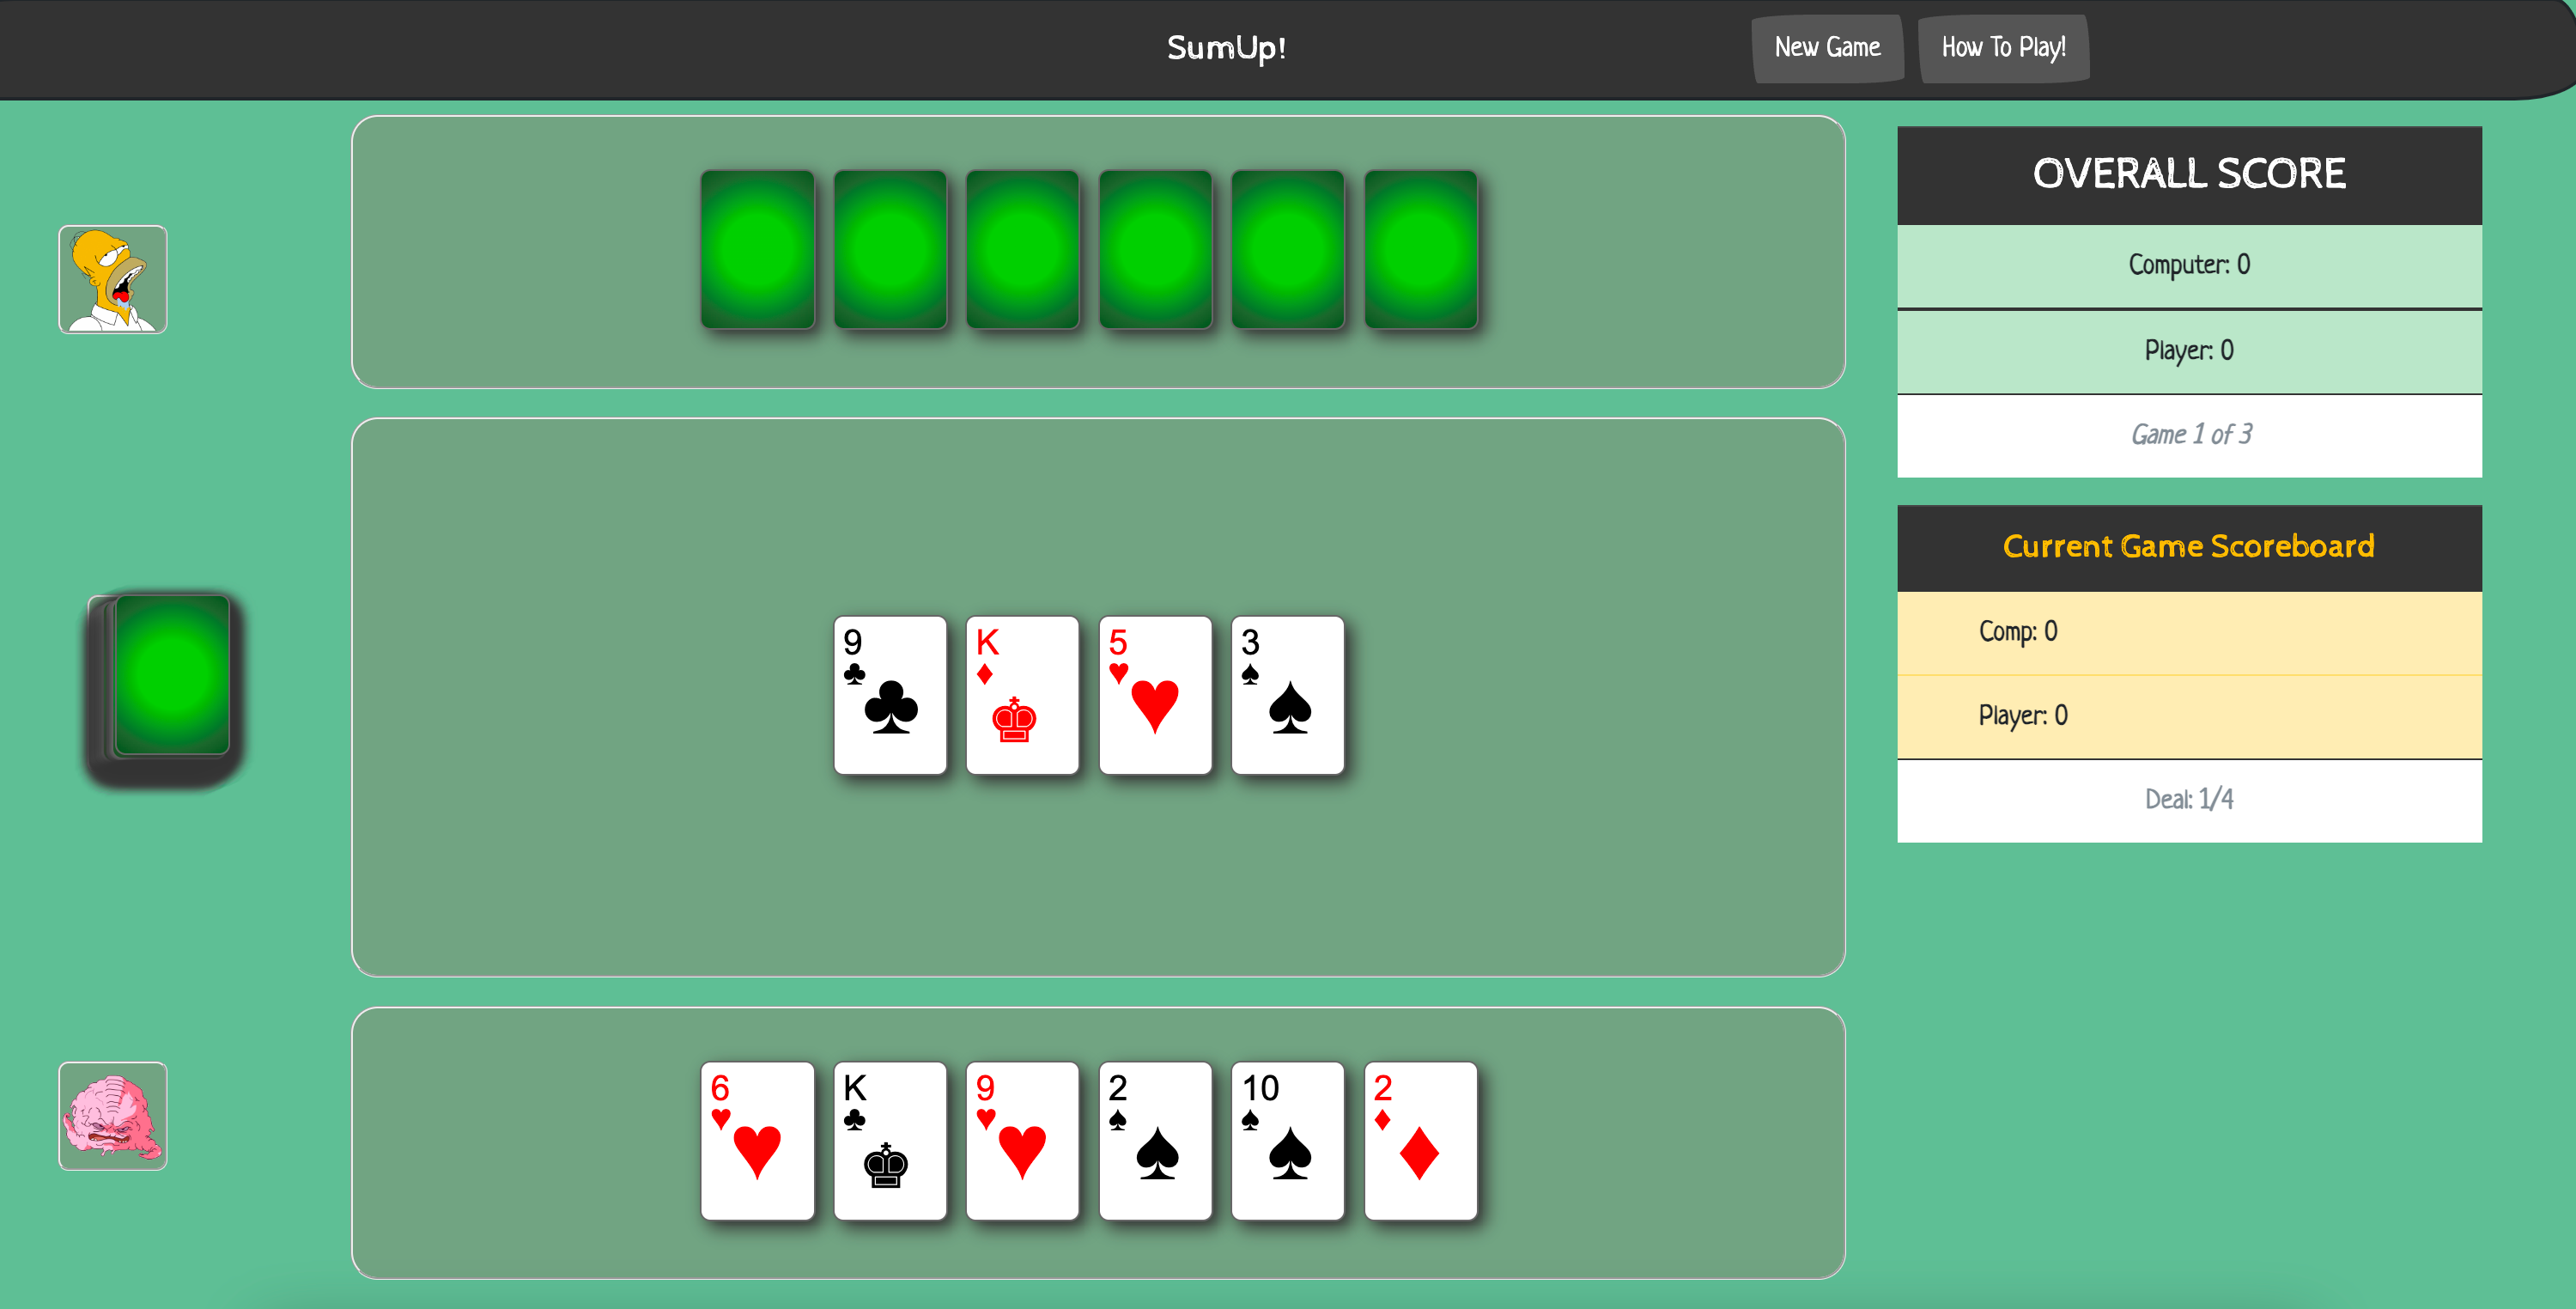 SumUp!
New Game
How To Play!
OVERALL SCORE
Computer: 0
Player: 0
Game 1 of 3
Current Game Scoreboard
Comp: 0
Player: 0
Deal: 1/4
9 K 5 3
6 K 9 2 10 2